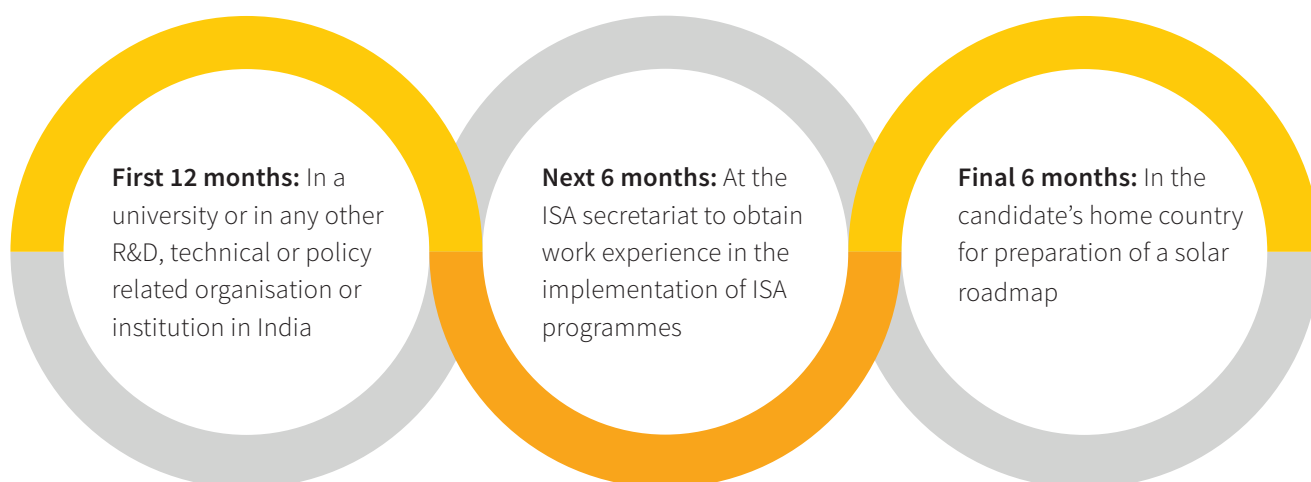 First 12 months: In a
university or in any other
R&D, technical or policy
related organisation or
institution in India
Next 6 months: At the
ISA secretariat to obtain
work experience in the
implementation of ISA
programmes
Final 6 months: In the
candidate’s home country
for preparation of a solar
roadmap